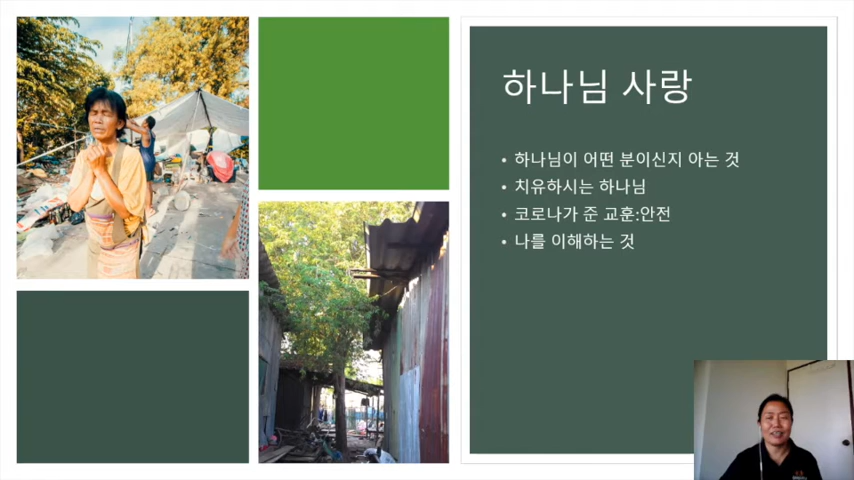 하나님 사랑
• 하나님이 어떤 분이신지 아는 것
• 치유하시는 하나님
• 코로나가 준 교훈:안전
• 나를 이해하는 것